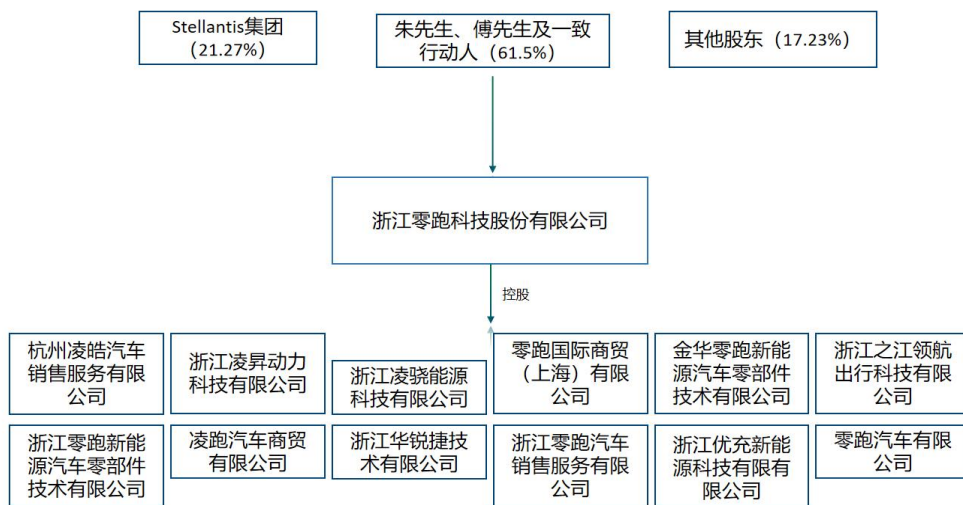 Stellantis集团
（21.27%）
朱先生、傅先生及一致
行动人（61.5%）
其他股东（17.23%）
浙江零跑科技股份有限公司
控股
杭州凌皓汽车
销售服务有限公
司
浙江凌昇动力
科技有限公司
浙江凌骁能源
科技有限公司
零跑国际商贸
（上海）有限公
司
金华零跑新能
源汽车零部件
技术有限公司
浙江之江领航
出行科技有限公
司
浙江零跑新能
源汽车零部件
技术有限公司
凌跑汽车商贸
有限公司
浙江华锐捷技
术有限公司
浙江零跑汽车
销售服务有限公
司
浙江优充新能
源科技有限有
限公司
零跑汽车有限
公司